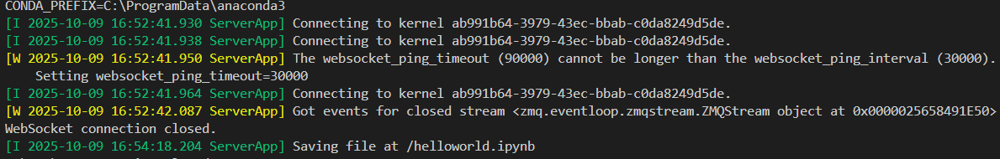 CONDA_PREFIX=C:\ProgramData\anaconda3
[I 2025-10-09 16:52:41.930 ServerApp] Connecting to kernel ab991b64-3979-43ec-bbab-c0da8249d5de.
[I 2025-10-09 16:52:41.938 ServerApp] Connecting to kernel ab991b64-3979-43ec-bbab-c0da8249d5de.
[W 2025-10-09 16:52:41.950 ServerApp] The websocket_ping_timeout (90000) cannot be longer than the websocket_ping_interval (30000).
    Setting websocket_ping_timeout=30000
[I 2025-10-09 16:52:41.964 ServerApp] Connecting to kernel ab991b64-3979-43ec-bbab-c0da8249d5de.
[W 2025-10-09 16:52:42.087 ServerApp] Got events for closed stream <zmq.eventloop.zmqstream.ZMQStream object at 0x0000025658491E50>
WebSocket connection closed.
[I 2025-10-09 16:54:18.204 ServerApp] Saving file at /helloworld.ipynb